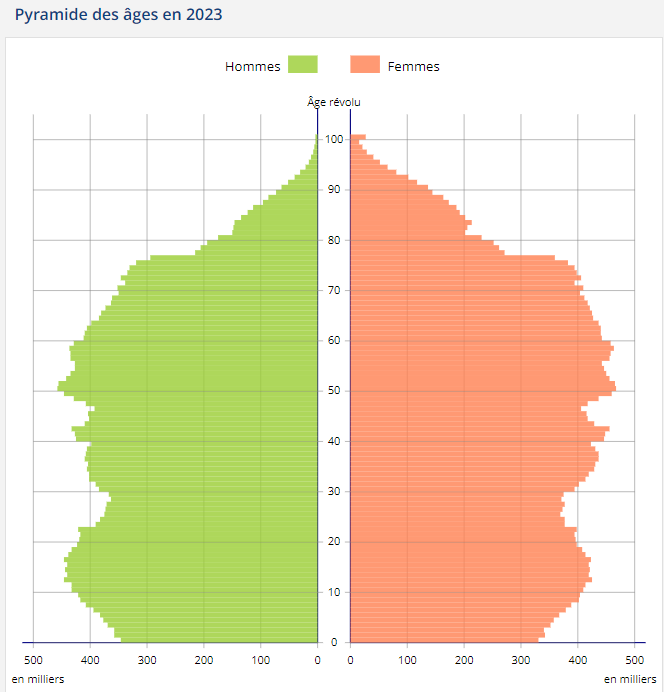 Pyramide des âges en 2023
Hommes Femmes
Âge révolu
100
90
80
70
60
50
40
30
20
10
0
500 400 300 200 100 0 0 100 200 300 400 500
en milliers en milliers